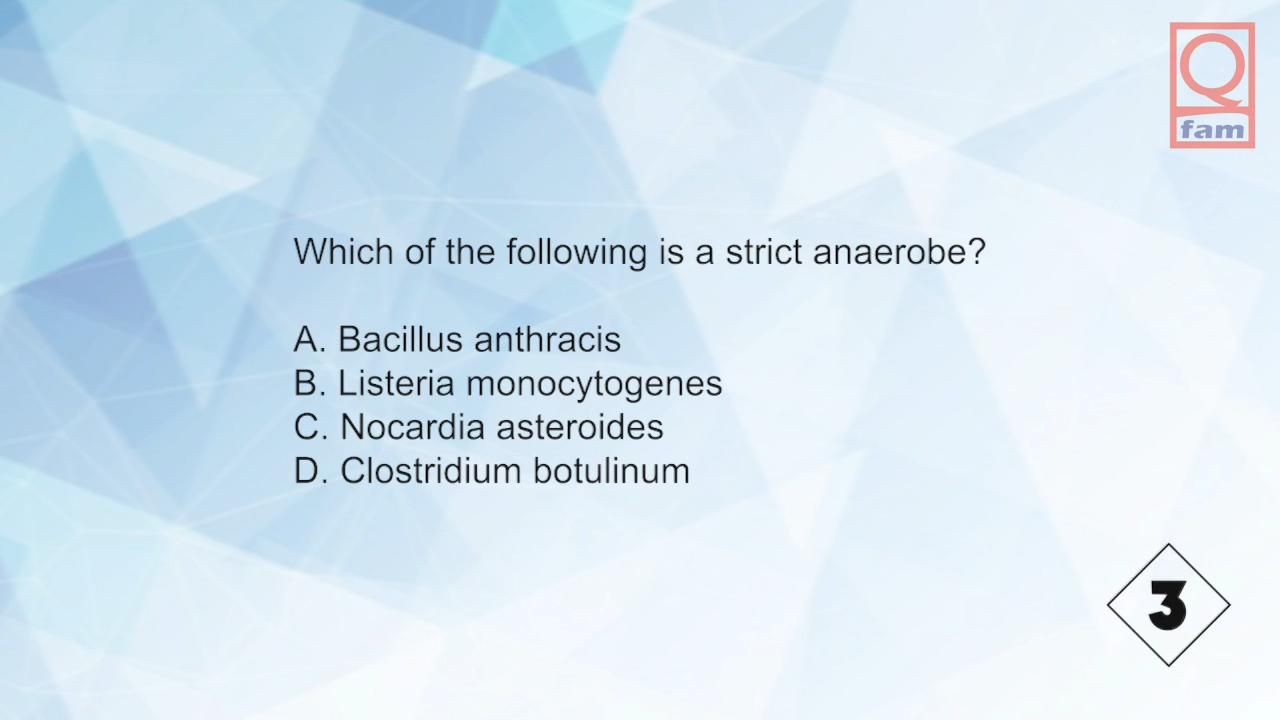 Q
fam
Which of the following is a strict anaerobe?
A. Bacillus anthracis
B. Listeria monocytogenes
C. Nocardia asteroides
D. Clostridium botulinum
3